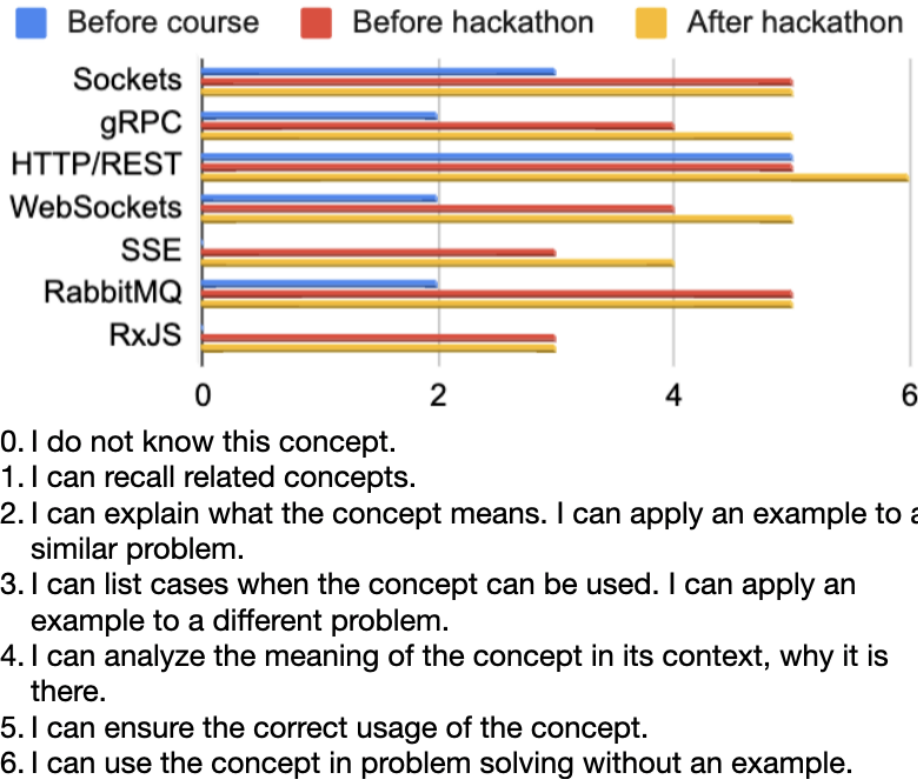 Before course Before hackathon After hackathon
Sockets
gRPC
HTTP/REST
WebSockets
SSE
RabbitMQ
RxJS
0 2 4 6
0. I do not know this concept.
1. I can recall related concepts.
2. I can explain what the concept means. I can apply an example to a
similar problem.
3. I can list cases when the concept can be used. I can apply an
example to a different problem.
4. I can analyze the meaning of the concept in its context, why it is
there.
5. I can ensure the correct usage of the concept.
6. I can use the concept in problem solving without an example.